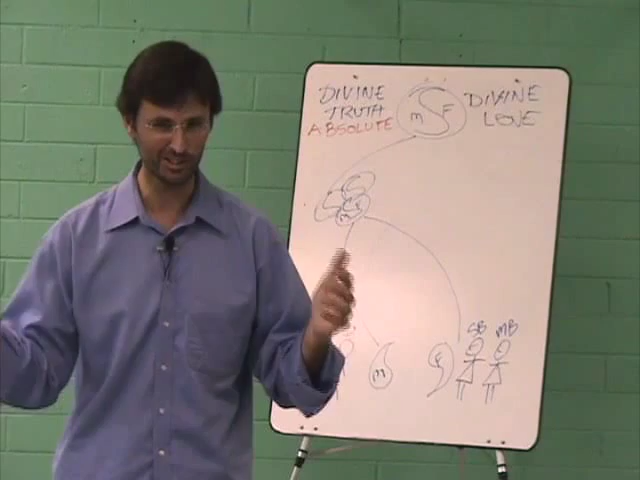 DIVINE
TRUTH
ABSOLUTE
m F
DIVINE
LOVE
m
SB MB
m
F